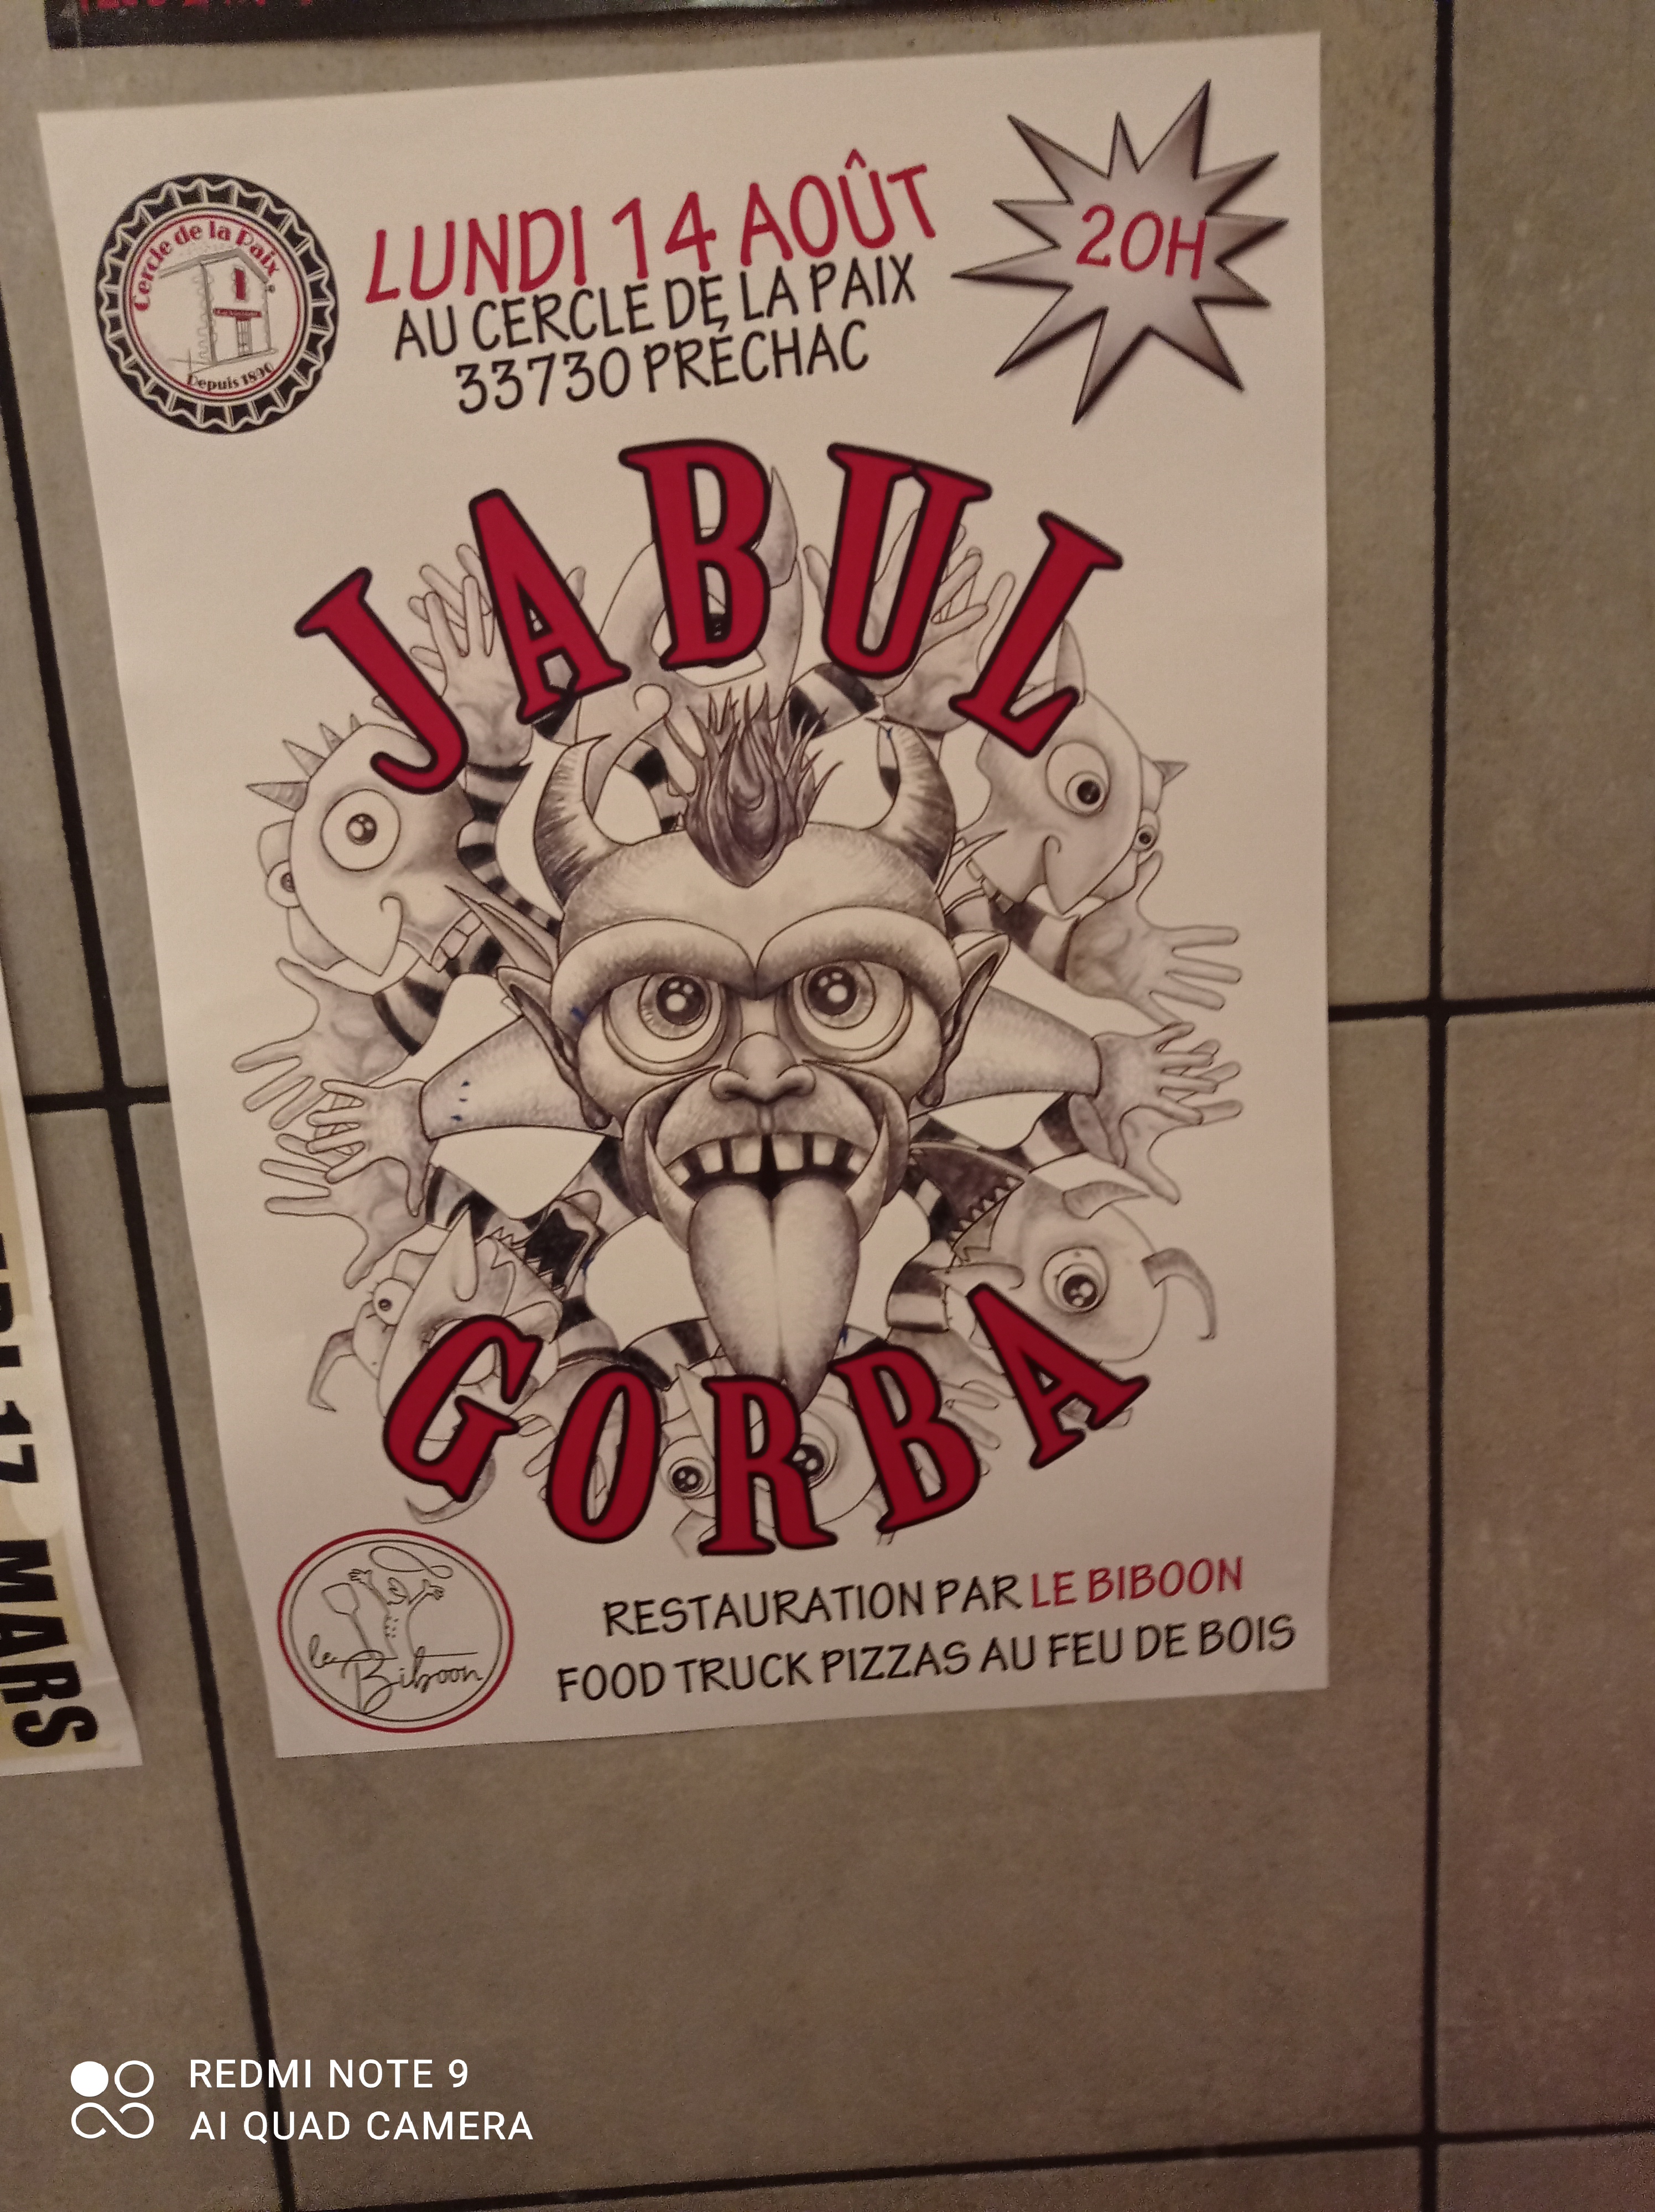 Cercle de la Paix
Depuis 1890
LUNDI 14 AOÛT
AU CERCLE DE LA PAIX
33730 PRÉCHAC
20H
JABUL
GORBA
le Biboon
RESTAURATION PAR LE BIBOON
FOOD TRUCK PIZZAS AU FEU DE BOIS
17 MARS
REDMI NOTE 9
AI QUAD CAMERA